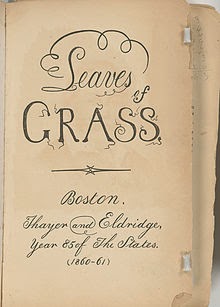 Leaves
of
GRASS.
Boston.
Thayer and Eldridge,
Year 85 of The States.
(1860-61)